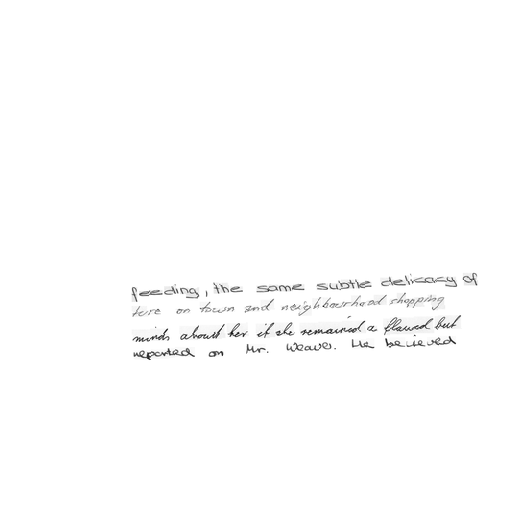 feeding, the same subtle delicacy of
ture on town and neighbourhood shopping
minds about her if she remained a flawed but
reported on Mr. Weaver. He believed